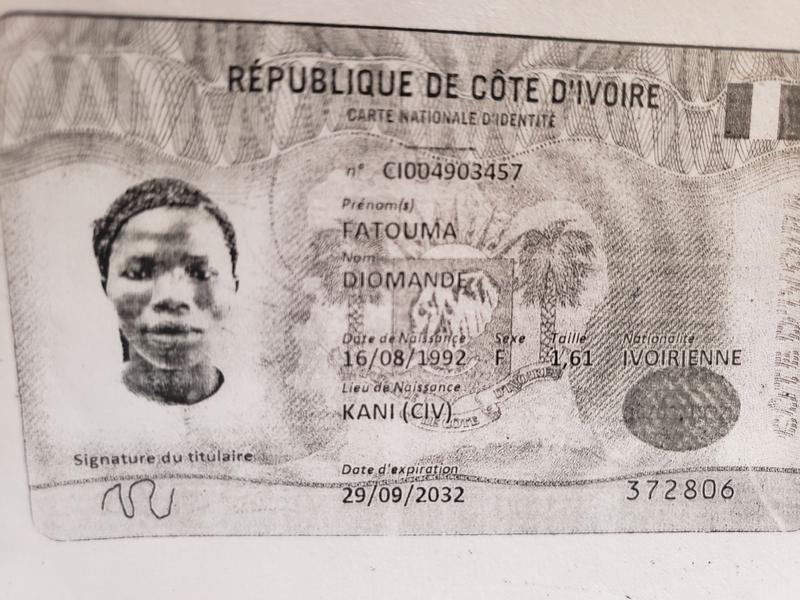 RÉPUBLIQUE DE CÔTE D'IVOIRE
CARTE NATIONALE D'IDENTITÉ
n° CI004903457
Prénom(s)
FATOUMA
Nom
DIOMANDE
Date de Naissance Sexe Taille Nationalité
16/08/1992 F 1,61 IVOIRIENNE
Lieu de Naissance
KANI (CIV)
Signature du titulaire
Date d'expiration
29/09/2032
372806